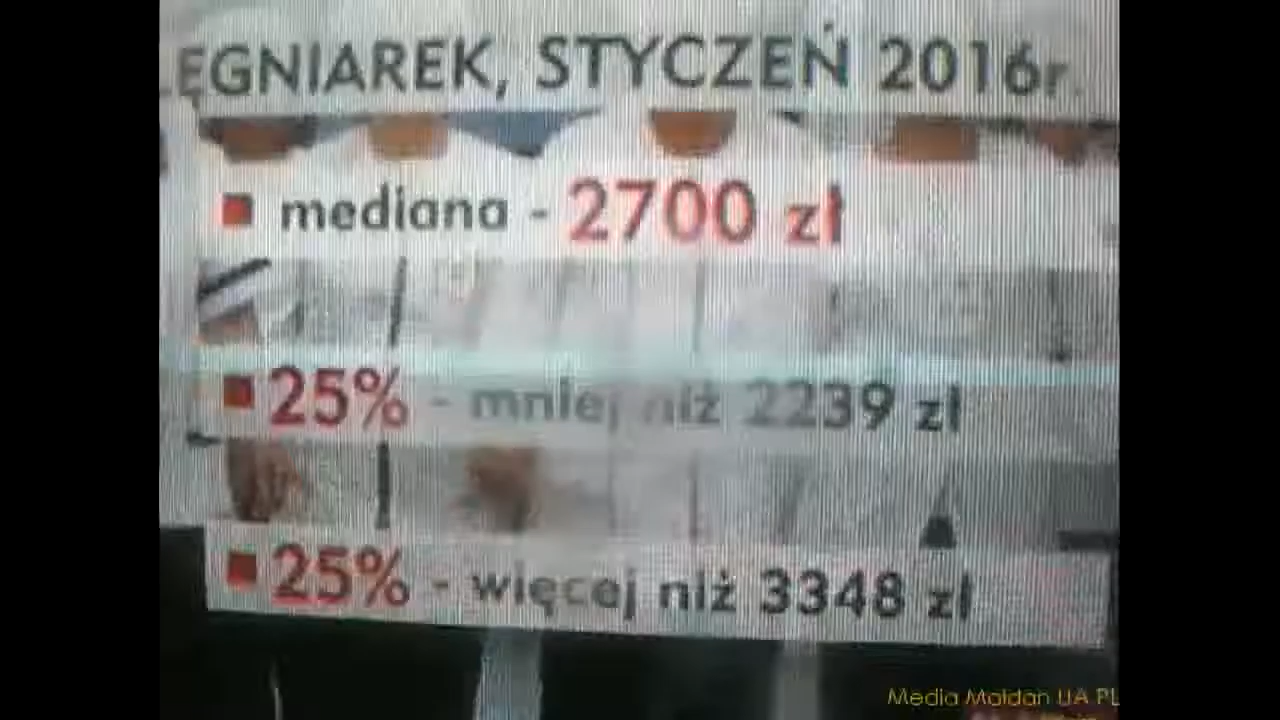 ĘGNIAREK, STYCZEŃ 2016r.
mediana - 2700 zł
25% - mniej niż 2239 zł
25% - więcej niż 3348 zł
Media Majdan UA PL